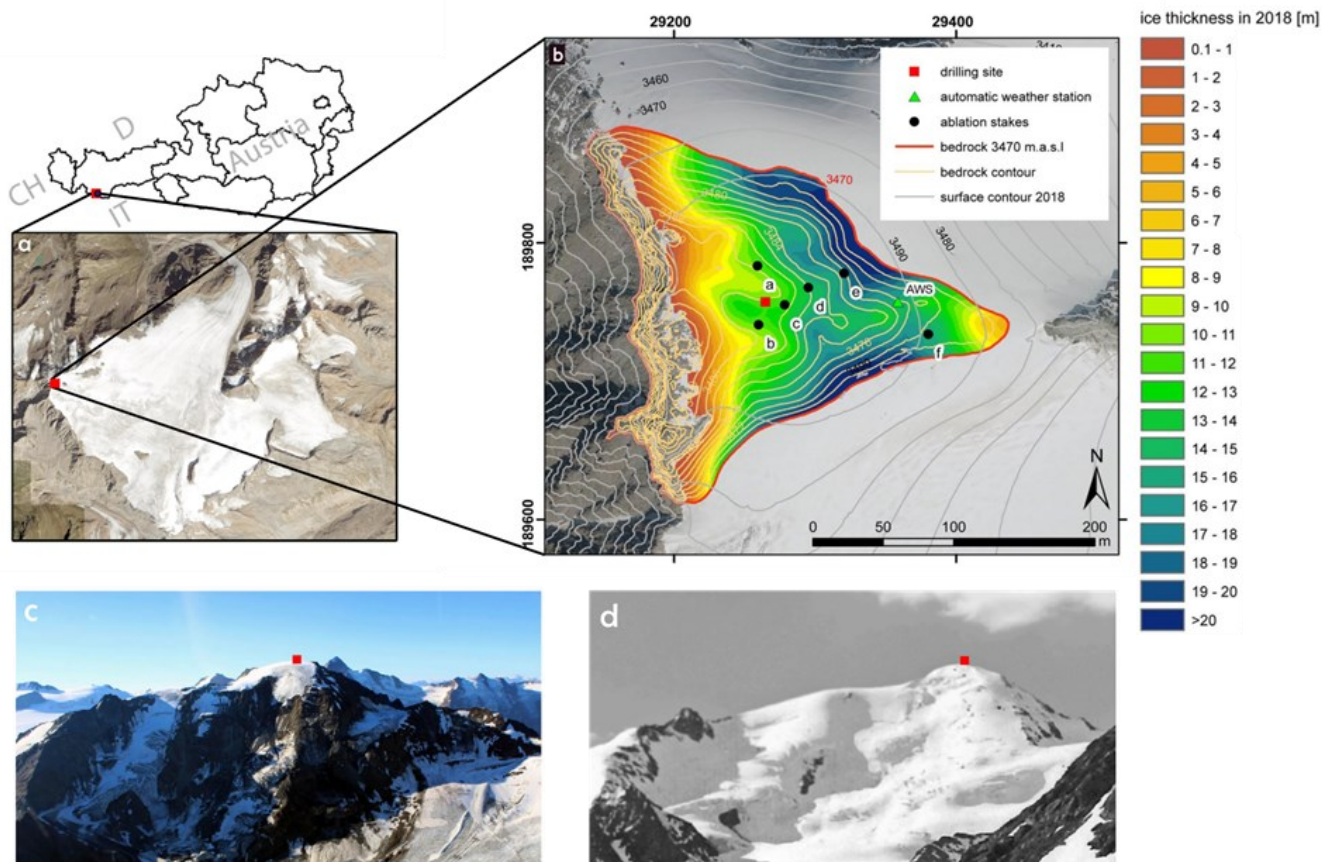 29200
29400
ice thickness in 2018 [m]
D
Austria
CH
IT
a
b
3460
3470
3470
3480
3484
3490
3480
3470
189800
189600
drilling site
automatic weather station
ablation stakes
bedrock 3470 m.a.s.l
bedrock contour
surface contour 2018
a
b
c
d
e
f
AWS
N
0
50
100
200
m
0.1 - 1
1 - 2
2 - 3
3 - 4
4 - 5
5 - 6
6 - 7
7 - 8
8 - 9
9 - 10
10 - 11
11 - 12
12 - 13
13 - 14
14 - 15
15 - 16
16 - 17
17 - 18
18 - 19
19 - 20
>20
c
d